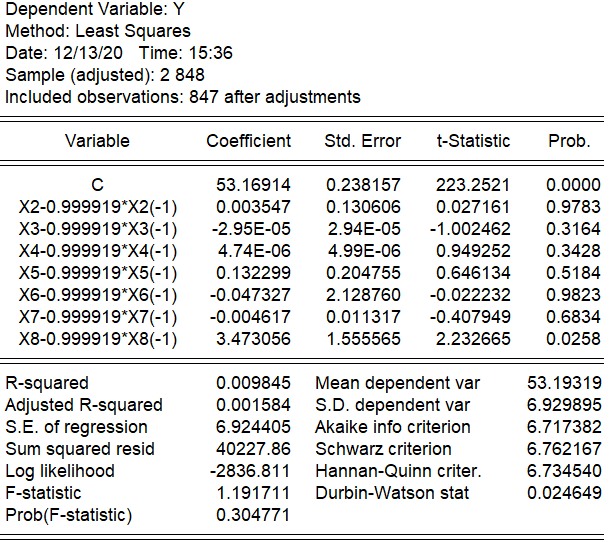 Dependent Variable: Y
Method: Least Squares
Date: 12/13/20 Time: 15:36
Sample (adjusted): 2 848
Included observations: 847 after adjustments
Variable Coefficient Std. Error t-Statistic Prob.
C 53.16914 0.238157 223.2521 0.0000
X2-0.999919*X2(-1) 0.003547 0.130606 0.027161 0.9783
X3-0.999919*X3(-1) -2.95E-05 2.94E-05 -1.002462 0.3164
X4-0.999919*X4(-1) 4.74E-06 4.99E-06 0.949252 0.3428
X5-0.999919*X5(-1) 0.132299 0.204755 0.646134 0.5184
X6-0.999919*X6(-1) -0.047327 2.128760 -0.022232 0.9823
X7-0.999919*X7(-1) -0.004617 0.011317 -0.407949 0.6834
X8-0.999919*X8(-1) 3.473056 1.555565 2.232665 0.0258
R-squared 0.009845 Mean dependent var 53.19319
Adjusted R-squared 0.001584 S.D. dependent var 6.929895
S.E. of regression 6.924405 Akaike info criterion 6.717382
Sum squared resid 40227.86 Schwarz criterion 6.762167
Log likelihood -2836.811 Hannan-Quinn criter. 6.734540
F-statistic 1.191711 Durbin-Watson stat 0.024649
Prob(F-statistic) 0.304771